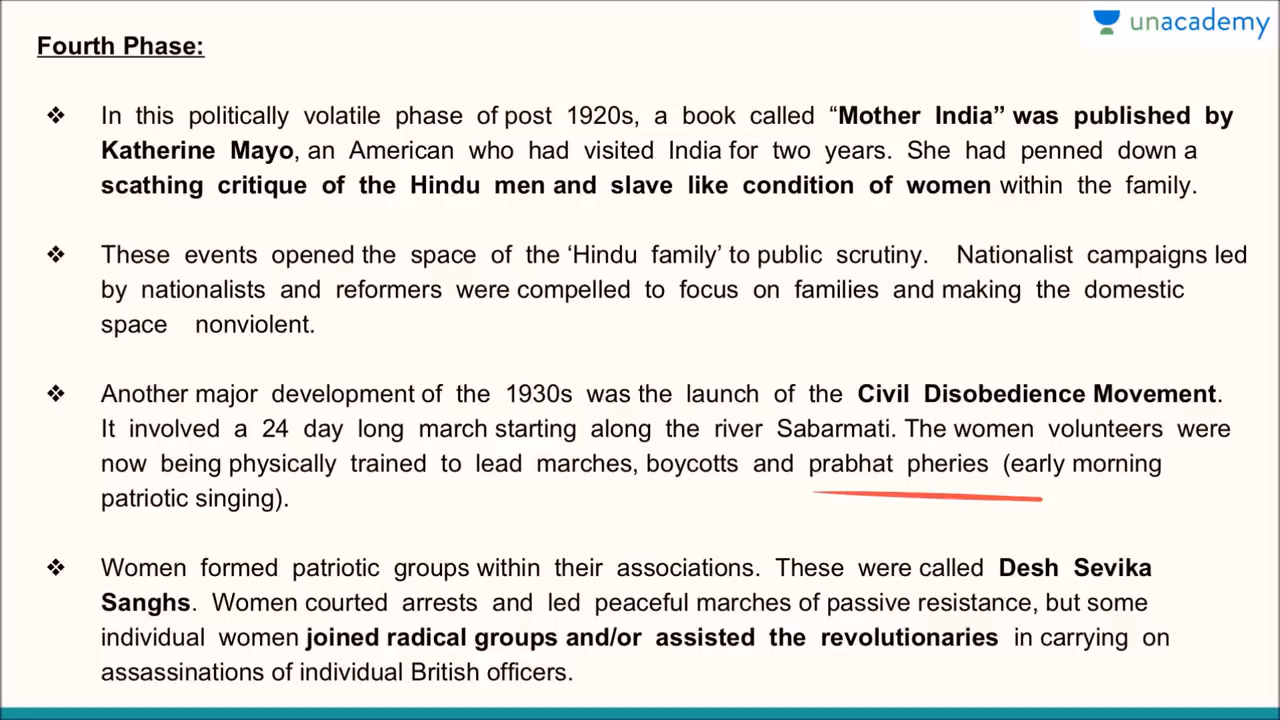 unacademy
Fourth Phase:
❖ In this politically volatile phase of post 1920s, a book called “Mother India” was published by
Katherine Mayo, an American who had visited India for two years. She had penned down a
scathing critique of the Hindu men and slave like condition of women within the family.
❖ These events opened the space of the ‘Hindu family’ to public scrutiny. Nationalist campaigns led
by nationalists and reformers were compelled to focus on families and making the domestic
space nonviolent.
❖ Another major development of the 1930s was the launch of the Civil Disobedience Movement.
It involved a 24 day long march starting along the river Sabarmati. The women volunteers were
now being physically trained to lead marches, boycotts and prabhat pheries (early morning
patriotic singing).
❖ Women formed patriotic groups within their associations. These were called Desh Sevika
Sanghs. Women courted arrests and led peaceful marches of passive resistance, but some
individual women joined radical groups and/or assisted the revolutionaries in carrying on
assassinations of individual British officers.